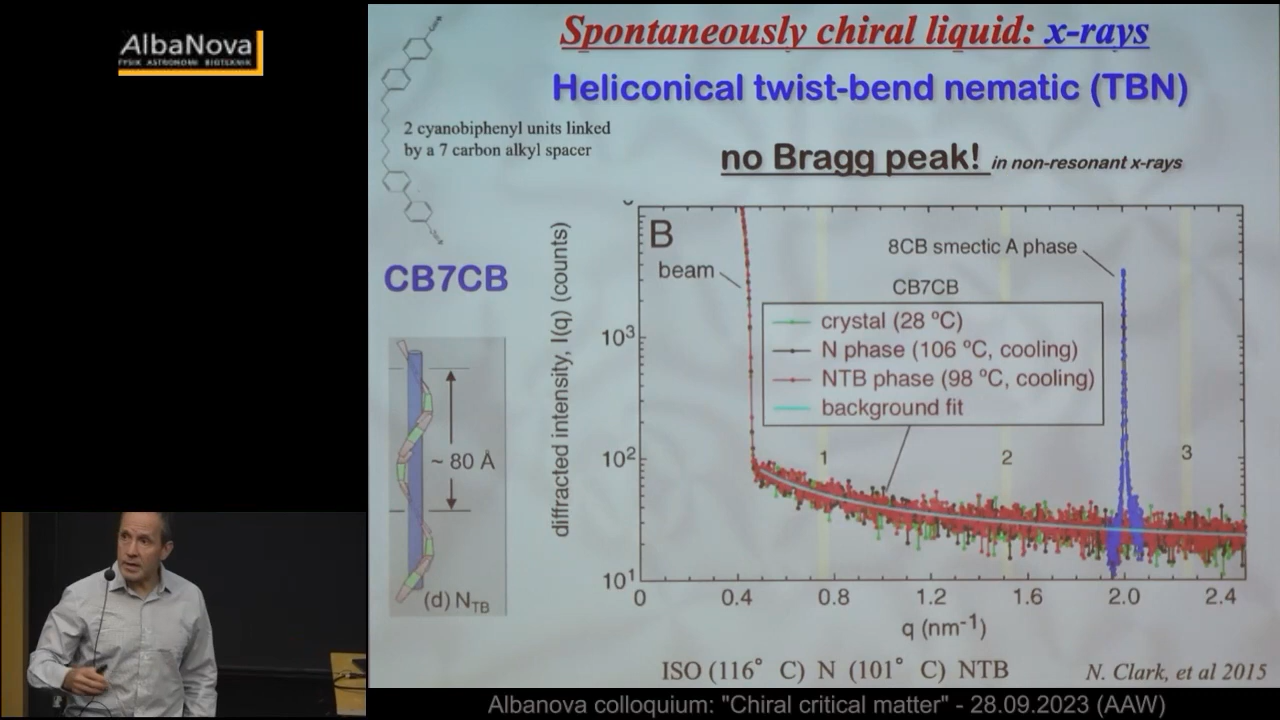 AlbaNova
FYSIK ASTRONOMI BIOTEKNIK
Spontaneously chiral liquid: x-rays
Heliconical twist-bend nematic (TBN)
2 cyanobiphenyl units linked
by a 7 carbon alkyl spacer
no Bragg peak! in non-resonant x-rays
CB7CB
~ 80 Å
(d) NTB
diffracted intensity, I(q) (counts)
B
beam
8CB smectic A phase
CB7CB
crystal (28 ºC)
N phase (106 ºC, cooling)
NTB phase (98 ºC, cooling)
background fit
10³
10²
10¹
1
2
3
0
0.4
0.8
1.2
1.6
2.0
2.4
q (nm⁻¹)
ISO (116° C) N (101° C) NTB
N. Clark, et al 2015
Albanova colloquium: "Chiral critical matter" - 28.09.2023 (AAW)